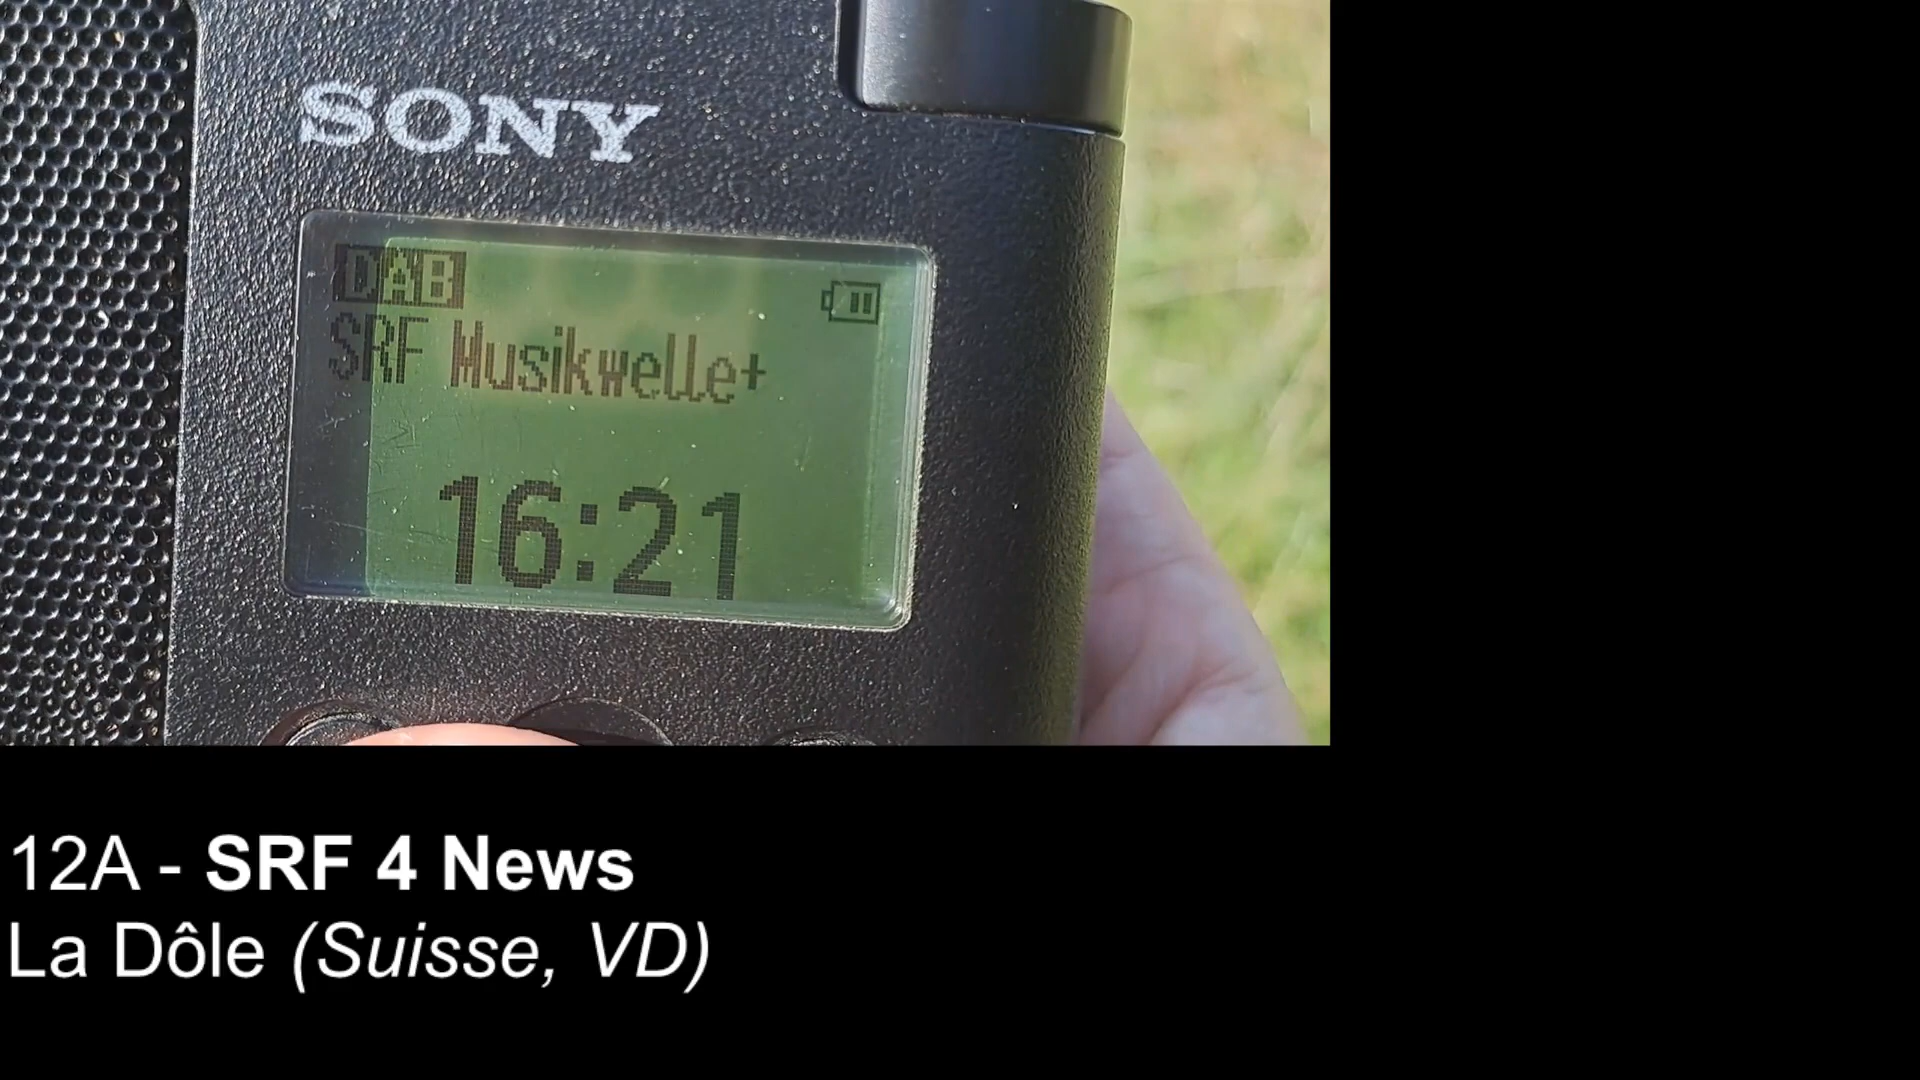 SONY
DAB
SRF Musikwelle+
16:21
12A - SRF 4 News
La Dôle (Suisse, VD)